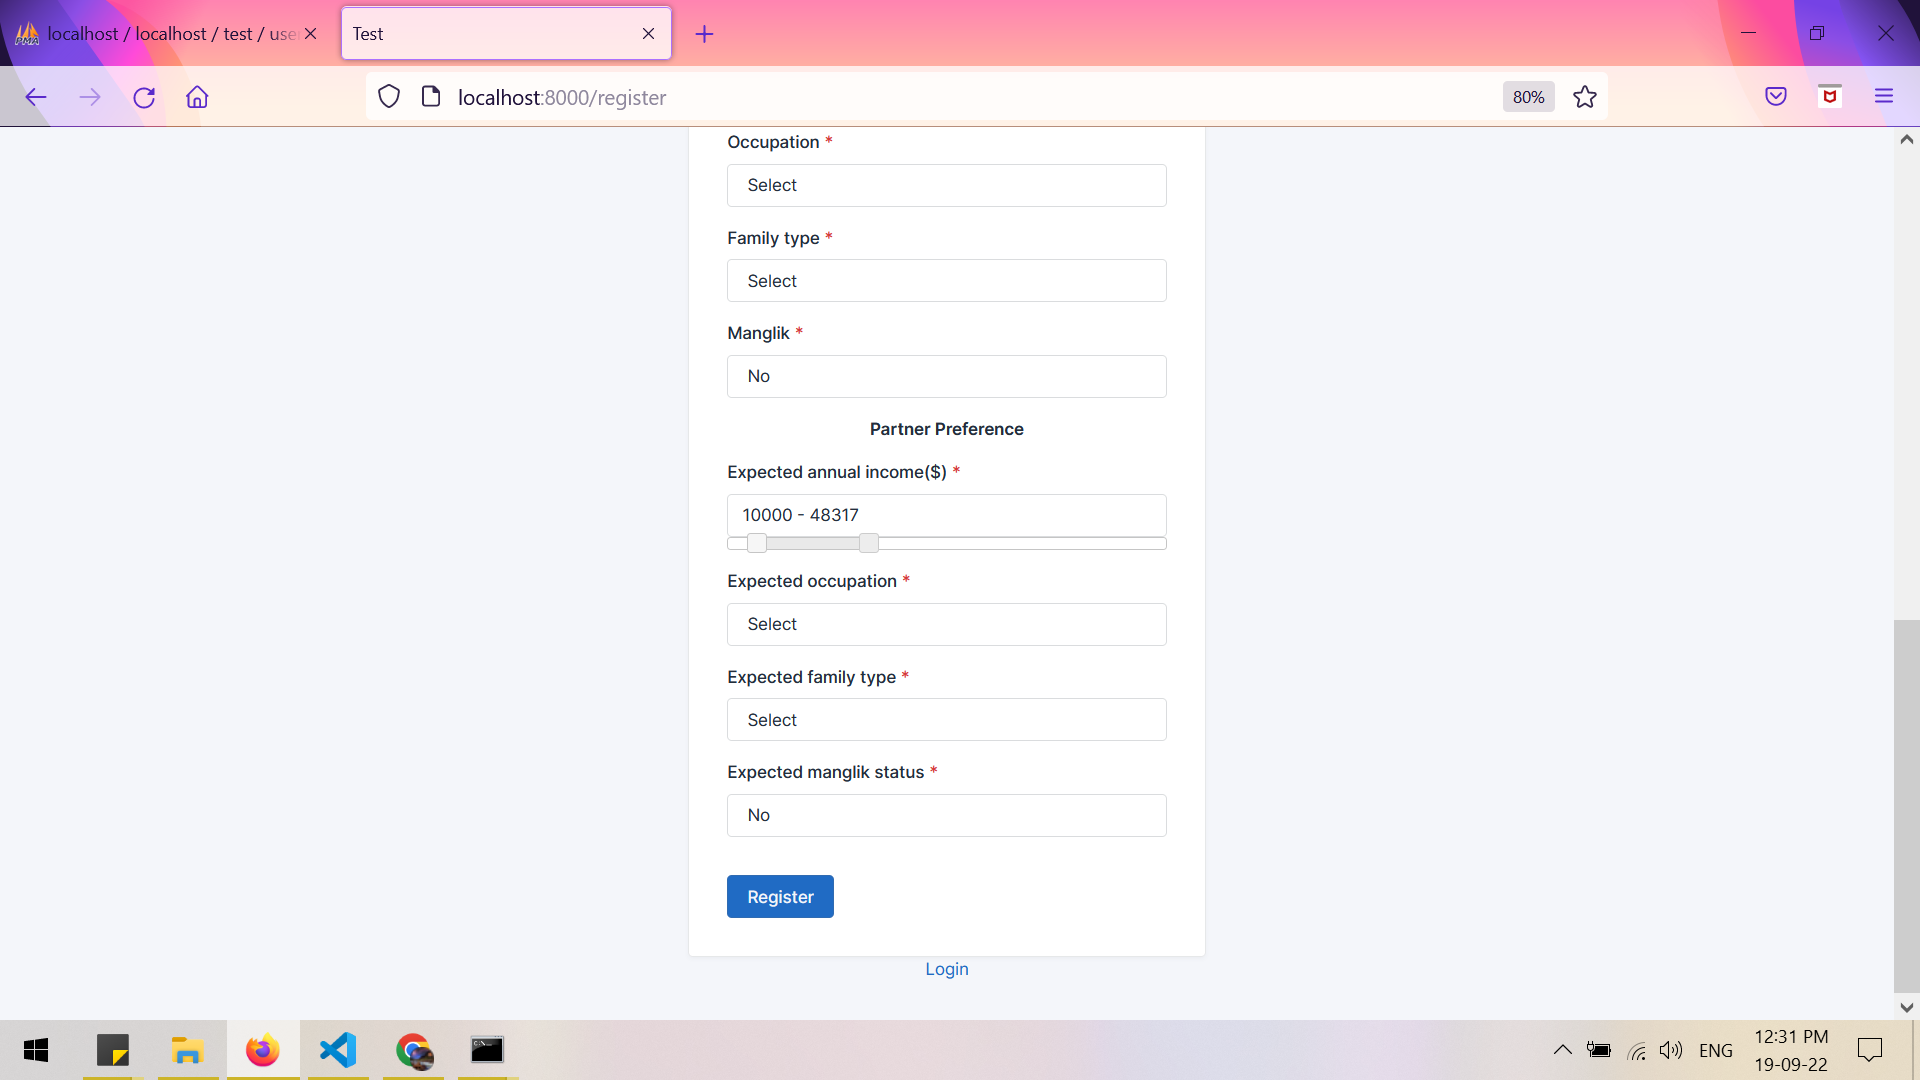 localhost / localhost / test / use
Test
localhost:8000/register
80%
Occupation *
Select
Family type *
Select
Manglik *
No
Partner Preference
Expected annual income($) *
10000 - 48317
Expected occupation *
Select
Expected family type *
Select
Expected manglik status *
No
Register
Login
ENG
12:31 PM
19-09-22